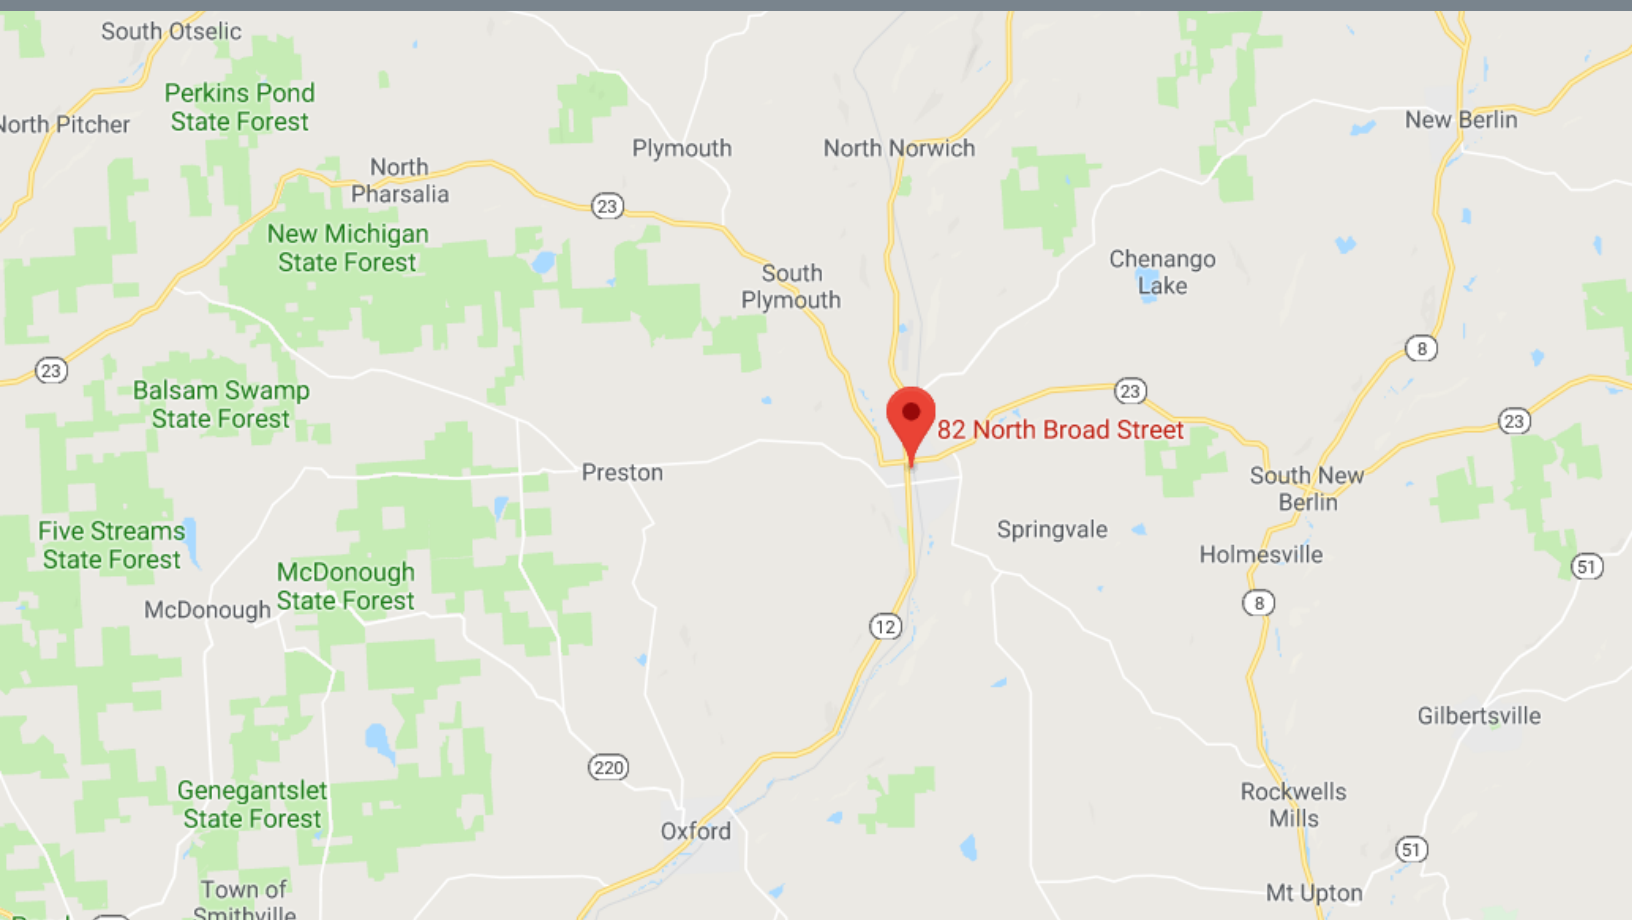 South Otselic
Perkins Pond
State Forest
North Pitcher
New Berlin
Plymouth
North Norwich
North
Pharsalia
23
New Michigan
State Forest
Chenango
Lake
South
Plymouth
8
23
23
Balsam Swamp
State Forest
23
82 North Broad Street
Preston
South New
Berlin
Five Streams
State Forest
Springvale
Holmesville
51
McDonough
State Forest
McDonough
8
12
Gilbertsville
220
Genegantslet
State Forest
Rockwells
Mills
Oxford
51
Town of
Smithville
Mt Upton